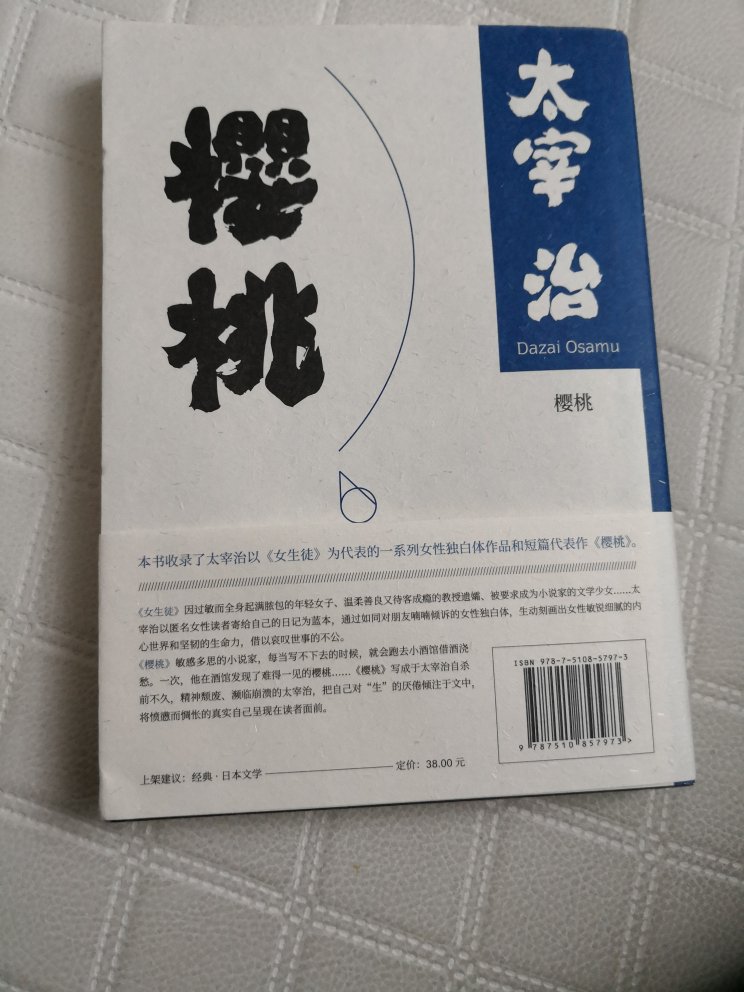 太宰治
Dazai Osamu
樱桃
櫻桃
本书收录了太宰治以《女生徒》为代表的一系列女性独白体作品和短篇代表作《樱桃》。
《女生徒》因过敏而全身起满脓包的年轻女子、温柔善良又待客成瘾的教授遗孀、被要求成为小说家的文学少女……太
宰治以匿名女性读者寄给自己的日记为蓝本，通过如同对朋友喃喃倾诉的女性独白体，生动刻画出女性敏锐细腻的内
心世界和坚韧的生命力，借以哀叹世事的不公。
《樱桃》敏感多思的小说家，每当写不下去的时候，就会跑去小酒馆借酒浇
愁。一次，他在酒馆发现了难得一见的樱桃……《樱桃》写成于太宰治自杀
前不久，精神颓废、濒临崩溃的太宰治，把自己对“生”的厌倦倾注于文中，
将愤懑而惆怅的真实自己呈现在读者面前。
上架建议：经典·日本文学
定价：38.00 元
ISBN 978-7-5108-5797-3
9 787510 857973 >